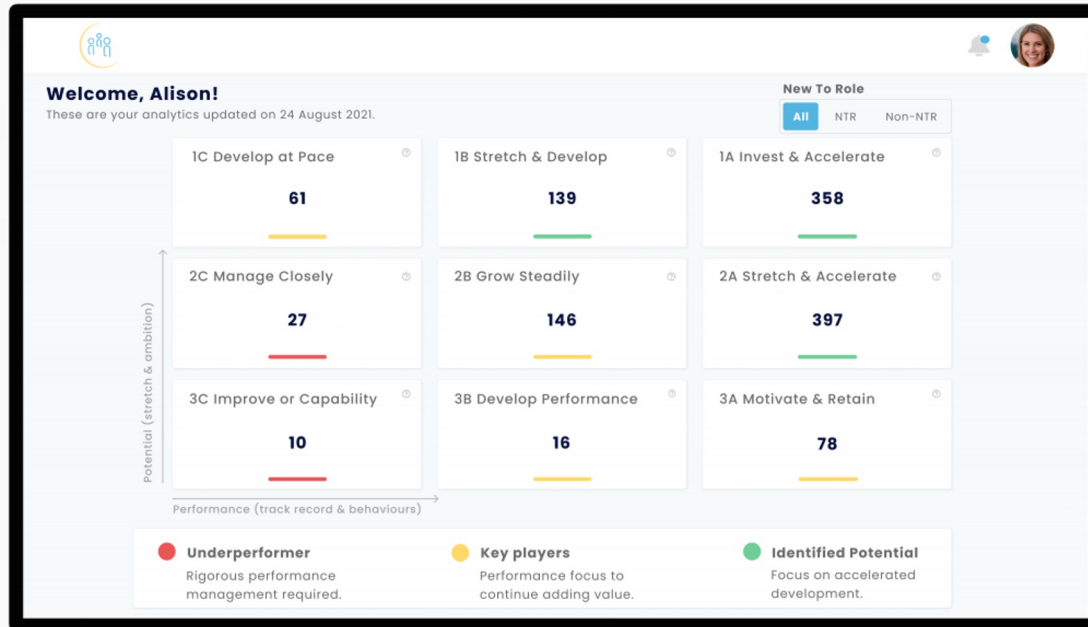 Welcome, Alison!
These are your analytics updated on 24 August 2021.
New To Role
All NTR Non-NTR
1C Develop at Pace
61
1B Stretch & Develop
139
1A Invest & Accelerate
358
2C Manage Closely
27
2B Grow Steadily
146
2A Stretch & Accelerate
397
3C Improve or Capability
10
3B Develop Performance
16
3A Motivate & Retain
78
Potential (stretch & ambition)
Performance (track record & behaviours)
Underperformer
Rigorous performance
management required.
Key players
Performance focus to
continue adding value.
Identified Potential
Focus on accelerated
development.